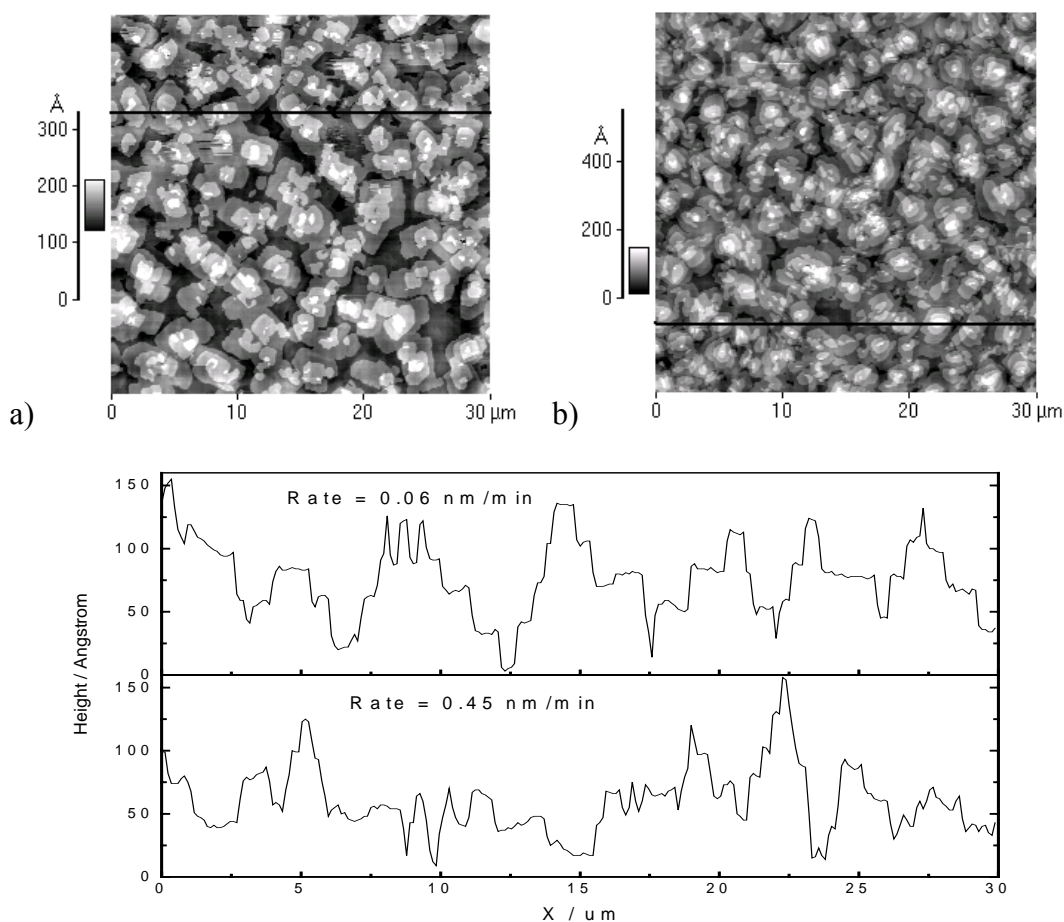 Å
300
200
100
0
0 10 20 30 µm
a)
Å
400
200
0
0 10 20 30 µm
b)
Height / Angstrom
150
100
50
0
Rate = 0.06 nm/min
150
100
50
0
Rate = 0.45 nm/min
0 5 10 15 20 25 30
X / um